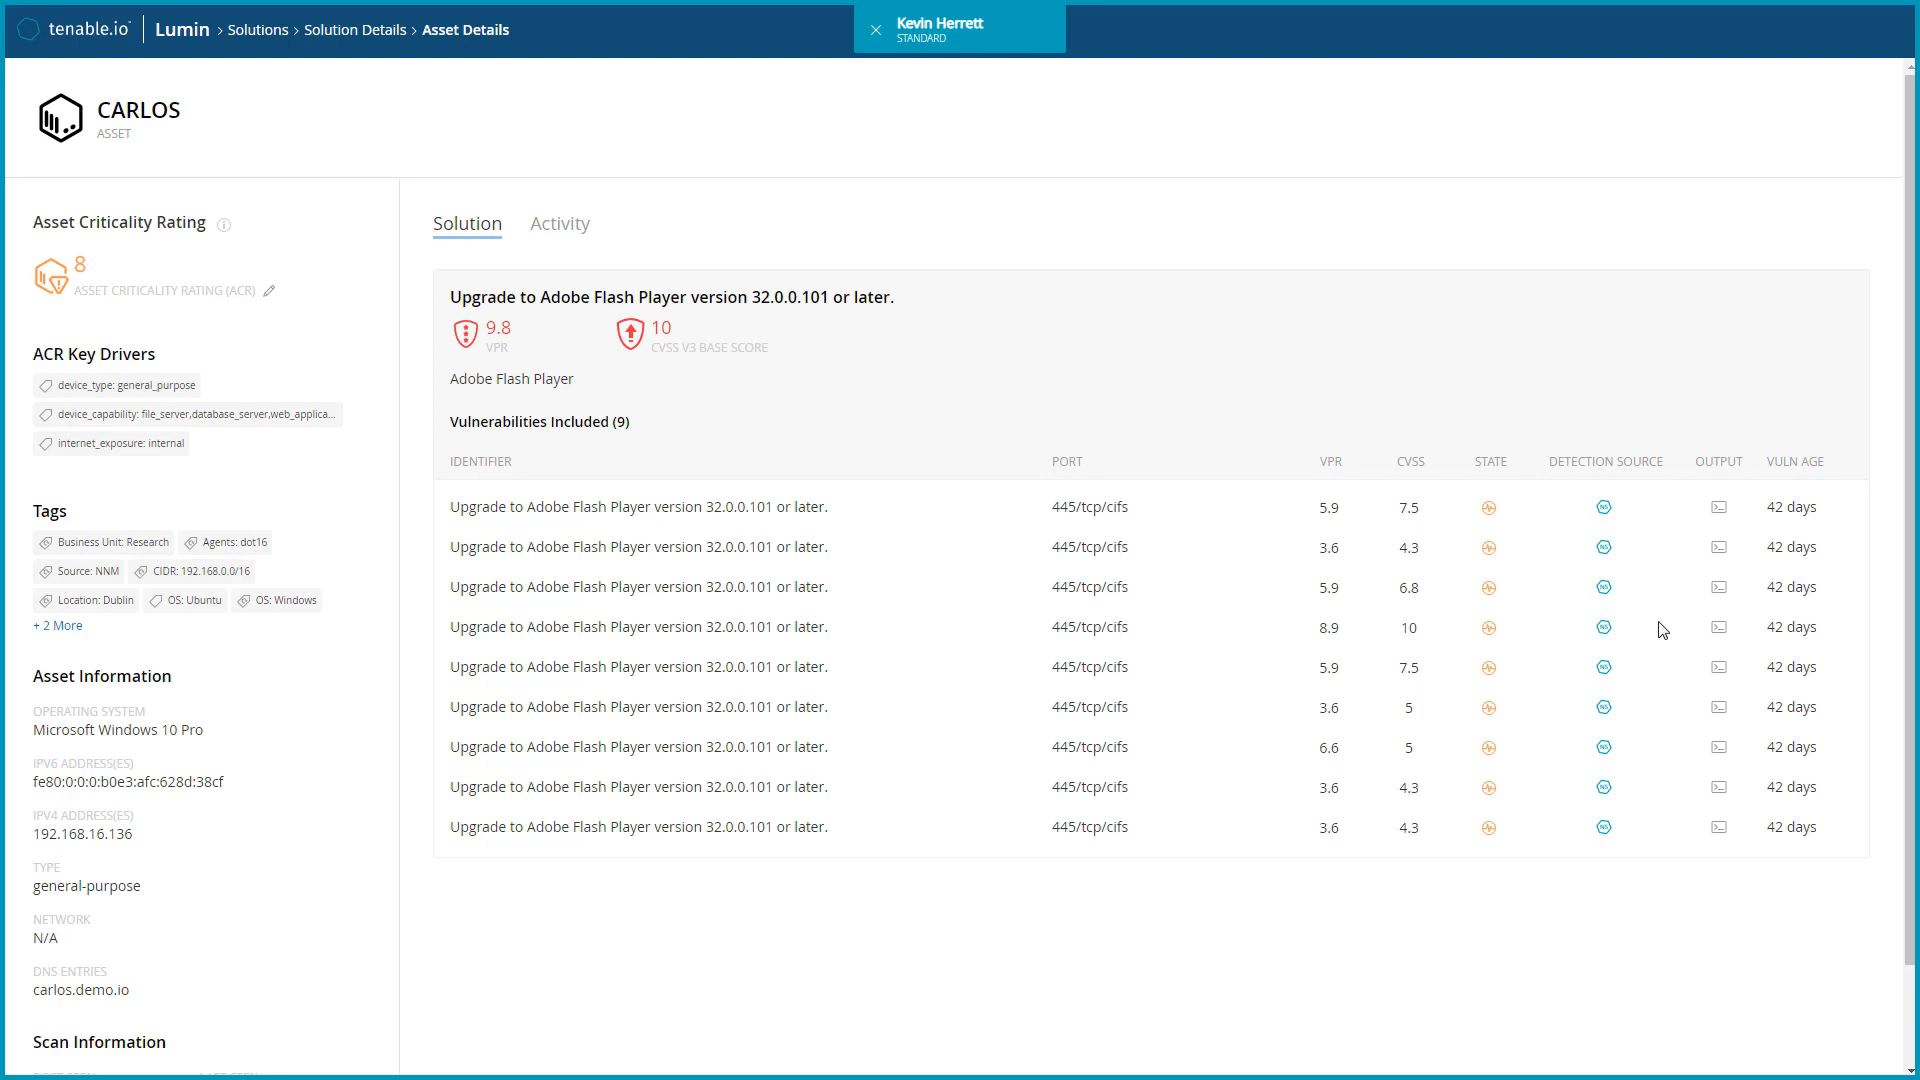 tenable.io Lumin > Solutions > Solution Details > Asset Details
Kevin Herrett
STANDARD
CARLOS
ASSET
Asset Criticality Rating
8
ASSET CRITICALITY RATING (ACR)
ACR Key Drivers
device_type: general_purpose
device_capability: file_server,database_server,web_applica...
internet_exposure: internal
Tags
Business Unit: Research Agents: dot16
Source: NNM CIDR: 192.168.0.0/16
Location: Dublin OS: Ubuntu OS: Windows
+ 2 More
Asset Information
OPERATING SYSTEM
Microsoft Windows 10 Pro
IPV6 ADDRESS(ES)
fe80:0:0:0:b0e3:afc:628d:38cf
IPV4 ADDRESS(ES)
192.168.16.136
TYPE
general-purpose
NETWORK
N/A
DNS ENTRIES
carlos.demo.io
Scan Information
Solution Activity
Upgrade to Adobe Flash Player version 32.0.0.101 or later.
9.8 10
VPR CVSS V3 BASE SCORE
Adobe Flash Player
Vulnerabilities Included (9)
IDENTIFIER PORT VPR CVSS STATE DETECTION SOURCE OUTPUT VULN AGE
Upgrade to Adobe Flash Player version 32.0.0.101 or later. 445/tcp/cifs 5.9 7.5 NS 42 days
Upgrade to Adobe Flash Player version 32.0.0.101 or later. 445/tcp/cifs 3.6 4.3 NS 42 days
Upgrade to Adobe Flash Player version 32.0.0.101 or later. 445/tcp/cifs 5.9 6.8 NS 42 days
Upgrade to Adobe Flash Player version 32.0.0.101 or later. 445/tcp/cifs 8.9 10 NS 42 days
Upgrade to Adobe Flash Player version 32.0.0.101 or later. 445/tcp/cifs 5.9 7.5 NS 42 days
Upgrade to Adobe Flash Player version 32.0.0.101 or later. 445/tcp/cifs 3.6 5 NS 42 days
Upgrade to Adobe Flash Player version 32.0.0.101 or later. 445/tcp/cifs 6.6 5 NS 42 days
Upgrade to Adobe Flash Player version 32.0.0.101 or later. 445/tcp/cifs 3.6 4.3 NS 42 days
Upgrade to Adobe Flash Player version 32.0.0.101 or later. 445/tcp/cifs 3.6 4.3 NS 42 days